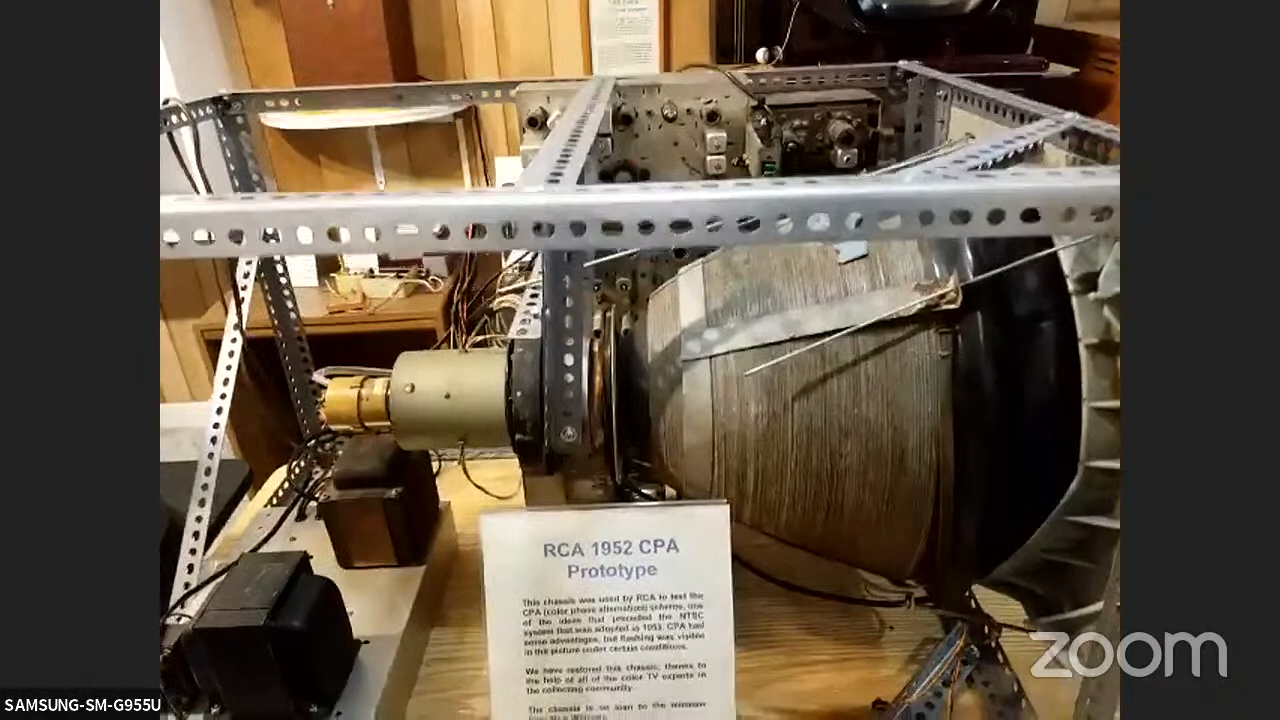 RCA 1952 CPA
Prototype
This chassis was used by RCA to test the
CPA (color phase alternation) scheme, one
of the ideas that preceded the NTSC
system that was adopted in 1953. CPA had
some advantages, but flashing was visible
in the picture under certain conditions.
We have restored this chassis, thanks to
the help of all of the color TV experts in
the collecting community.
The chassis is on loan to the museum
zoom
SAMSUNG-SM-G955U